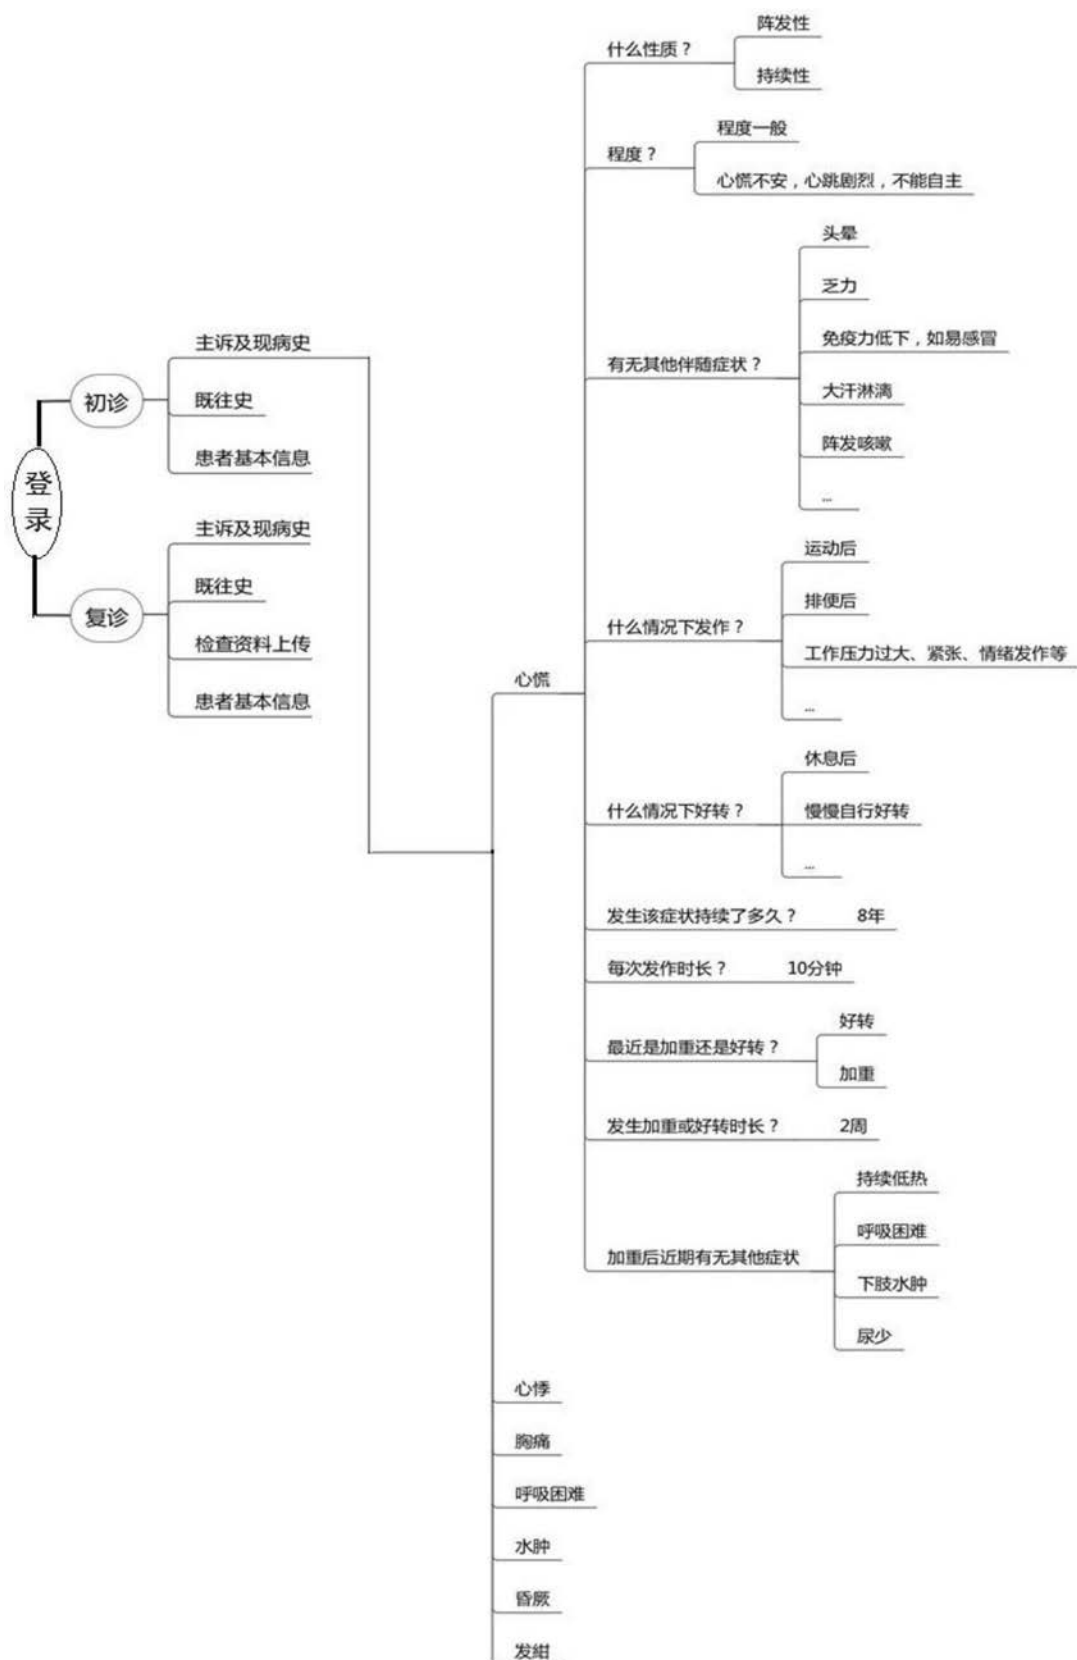 登录
初诊
主诉及现病史
既往史
患者基本信息
复诊
主诉及现病史
既往史
检查资料上传
患者基本信息
心慌
什么性质？
阵发性
持续性
程度？
程度一般
心慌不安，心跳剧烈，不能自主
有无其他伴随症状？
头晕
乏力
免疫力低下，如易感冒
大汗淋漓
阵发咳嗽
...
什么情况下发作？
运动后
排便后
工作压力过大、紧张、情绪发作等
...
什么情况下好转？
休息后
慢慢自行好转
...
发生该症状持续了多久？
8年
每次发作时长？
10分钟
最近是加重还是好转？
好转
加重
发生加重或好转时长？
2周
加重后近期有无其他症状
持续低热
呼吸困难
下肢水肿
尿少
心悸
胸痛
呼吸困难
水肿
昏厥
发绀